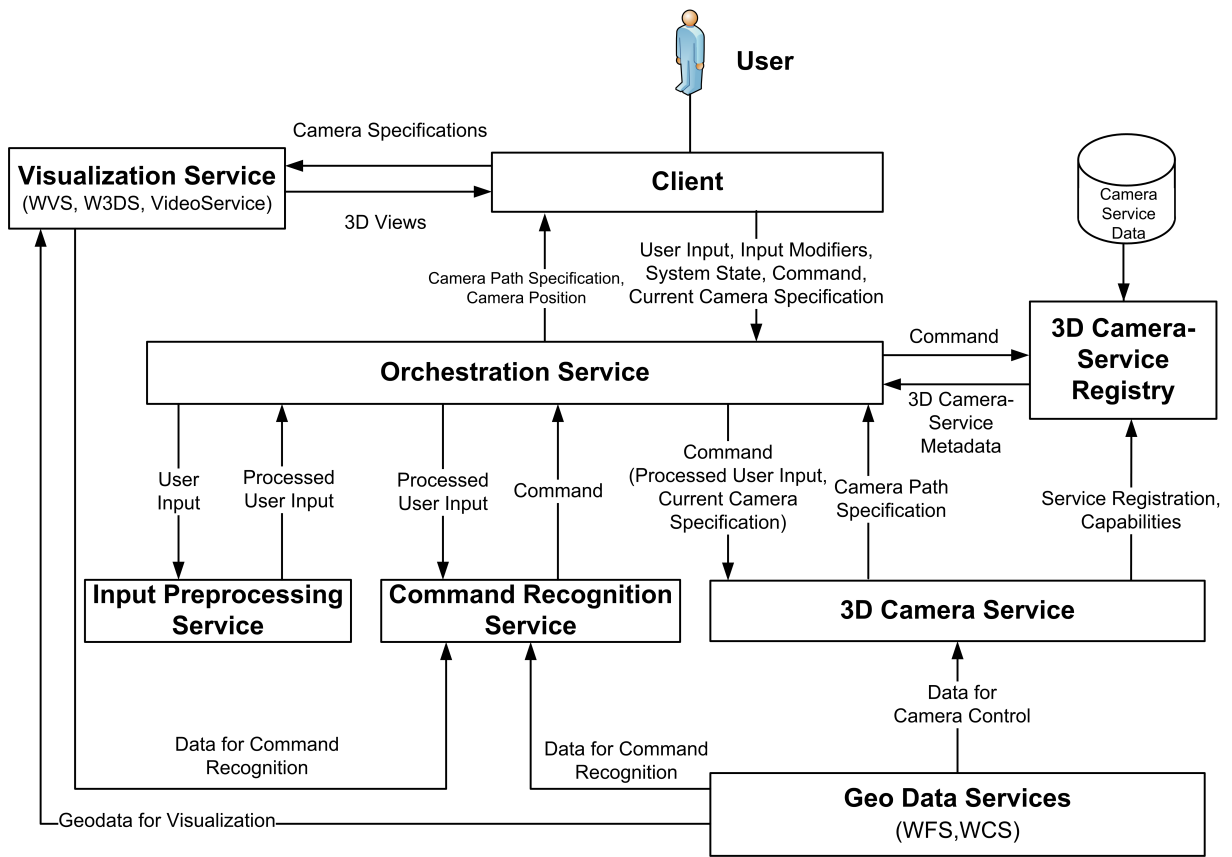 User
Camera Specifications
Visualization Service
(WVS, W3DS, VideoService)
3D Views
Client
Camera
Service
Data
Camera Path Specification,
Camera Position
User Input, Input Modifiers,
System State, Command,
Current Camera Specification
Orchestration Service
Command
3D Camera-
Service
Metadata
3D Camera-
Service
Registry
User
Input
Processed
User Input
Processed
User Input
Command
Command
(Processed User Input,
Current Camera
Specification)
Camera Path
Specification
Service Registration,
Capabilities
Input Preprocessing
Service
Command Recognition
Service
3D Camera Service
Data for
Camera Control
Data for Command
Recognition
Data for Command
Recognition
Geo Data Services
(WFS,WCS)
Geodata for Visualization